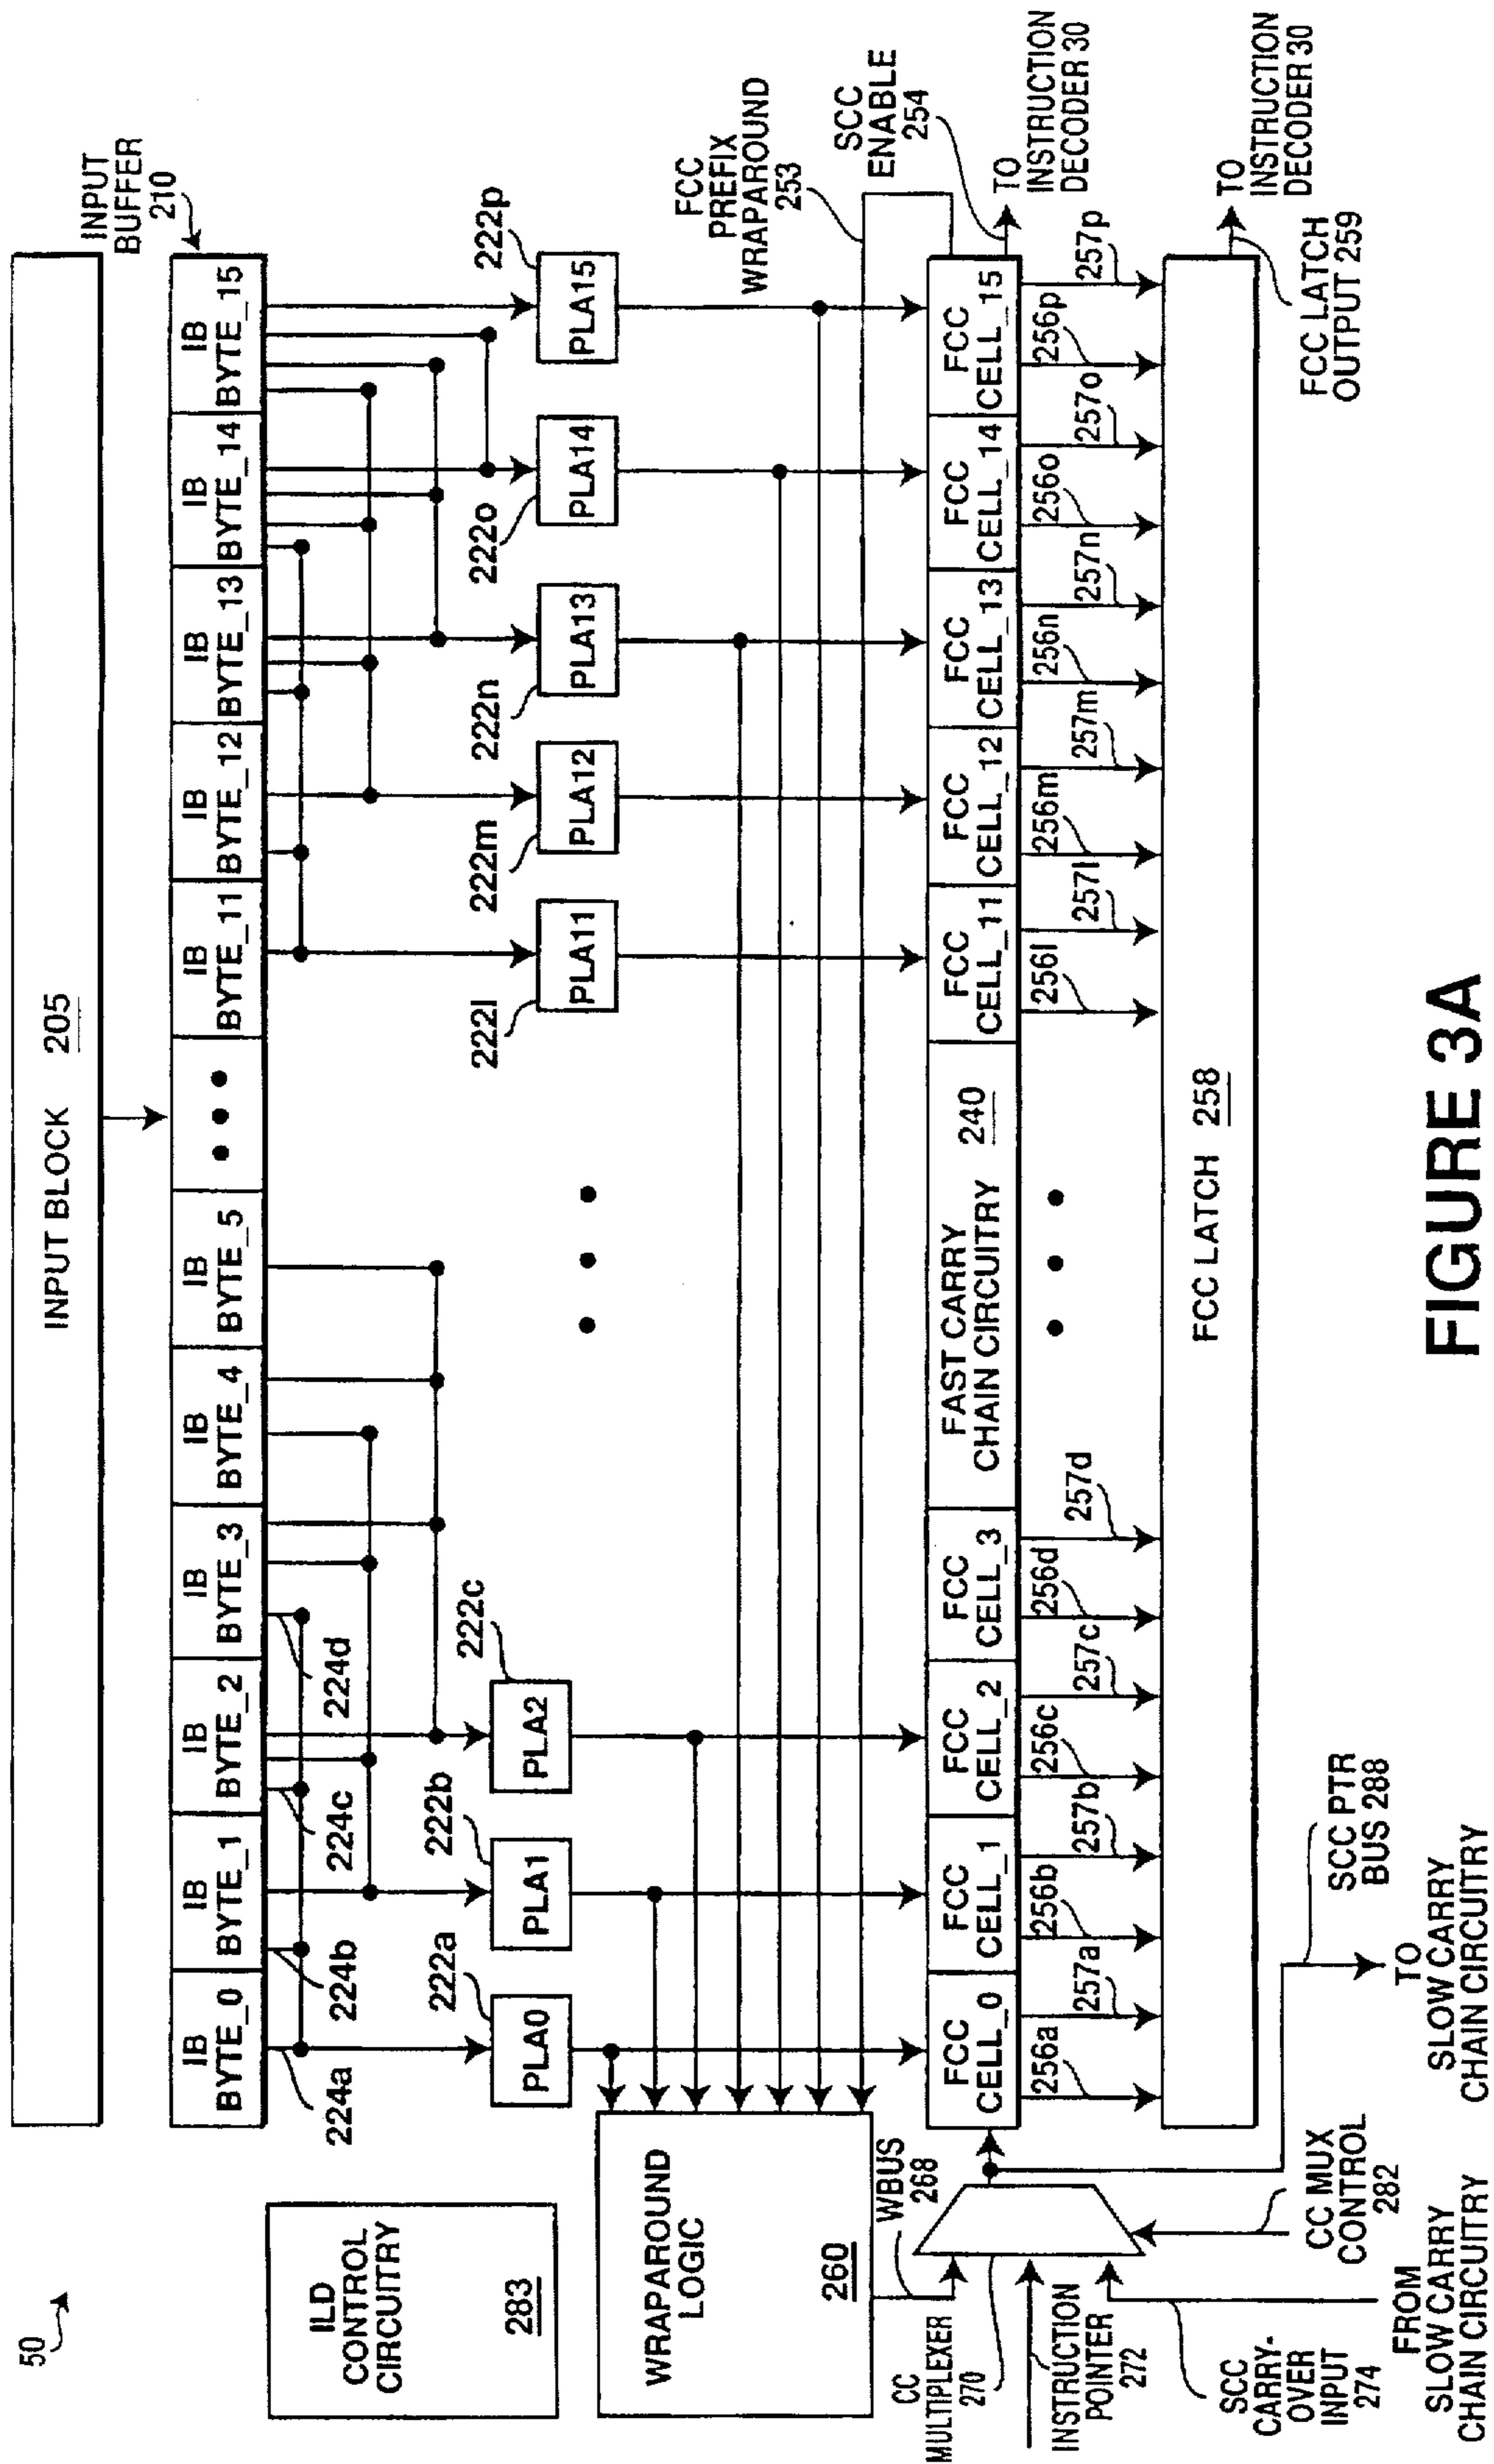 50
INPUT BLOCK 205
INPUT
BUFFER
210
IB
BYTE_0
IB
BYTE_1
IB
BYTE_2
IB
BYTE_3
IB
BYTE_4
IB
BYTE_5
IB
BYTE_11
IB
BYTE_12
IB
BYTE_13
IB
BYTE_14
IB
BYTE_15
224a
224b
224c
224d
222a
222b
222c
222l
222m
222n
222o
222p
PLA0
PLA1
PLA2
PLA11
PLA12
PLA13
PLA14
PLA15
ILD
CONTROL
CIRCUITRY
283
WRAPAROUND
LOGIC
260
FCC
PREFIX
WRAPAROUND
253
SCC
ENABLE
254
TO
INSTRUCTION
DECODER 30
WBUS
268
CC
MULTIPLEXER
270
INSTRUCTION
POINTER
272
SCC
CARRY-
OVER
INPUT
274
FROM
SLOW CARRY
CHAIN CIRCUITRY
CC MUX
CONTROL
282
FCC
CELL_0
FCC
CELL_1
FCC
CELL_2
FCC
CELL_3
FAST CARRY
CHAIN CIRCUITRY 240
FCC
CELL_11
FCC
CELL_12
FCC
CELL_13
FCC
CELL_14
FCC
CELL_15
256a
257a
256b
257b
256c
257c
256d
257d
256l
257l
256m
257m
256n
257n
256o
257o
256p
257p
FCC LATCH 258
TO
INSTRUCTION
DECODER 30
FCC LATCH
OUTPUT 259
SCC PTR
BUS 288
TO
SLOW CARRY
CHAIN CIRCUITRY
FIGURE 3A